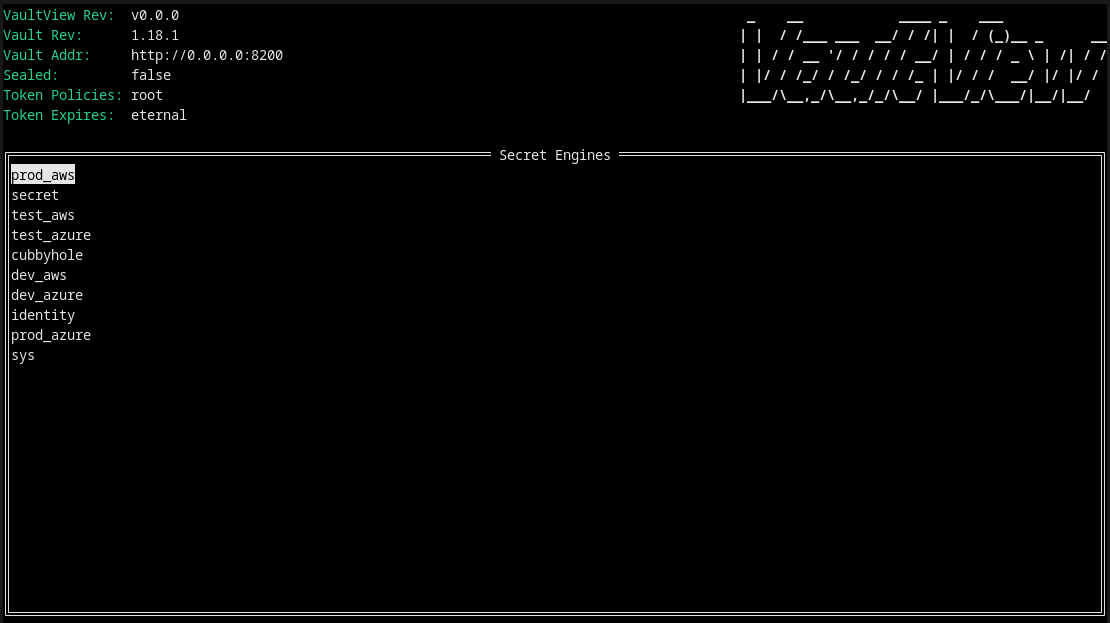 VaultView Rev: v0.0.0
Vault Rev: 1.18.1
Vault Addr: http://0.0.0.0:8200
Sealed: false
Token Policies: root
Token Expires: eternal
VaultView
Secret Engines
prod_aws
secret
test_aws
test_azure
cubbyhole
dev_aws
dev_azure
identity
prod_azure
sys